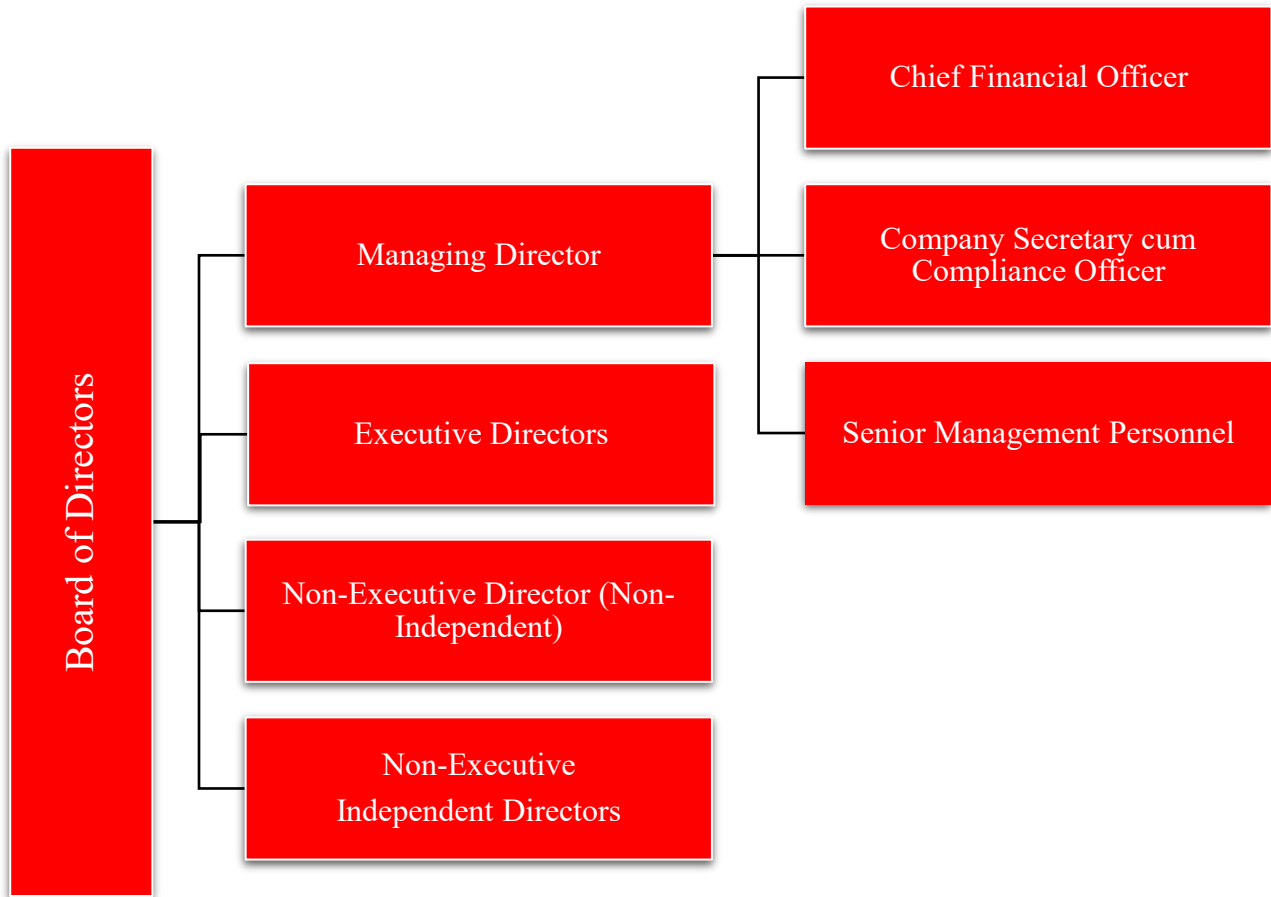 Board of Directors
Managing Director
Executive Directors
Non-Executive Director (Non-
Independent)
Non-Executive
Independent Directors
Chief Financial Officer
Company Secretary cum
Compliance Officer
Senior Management Personnel